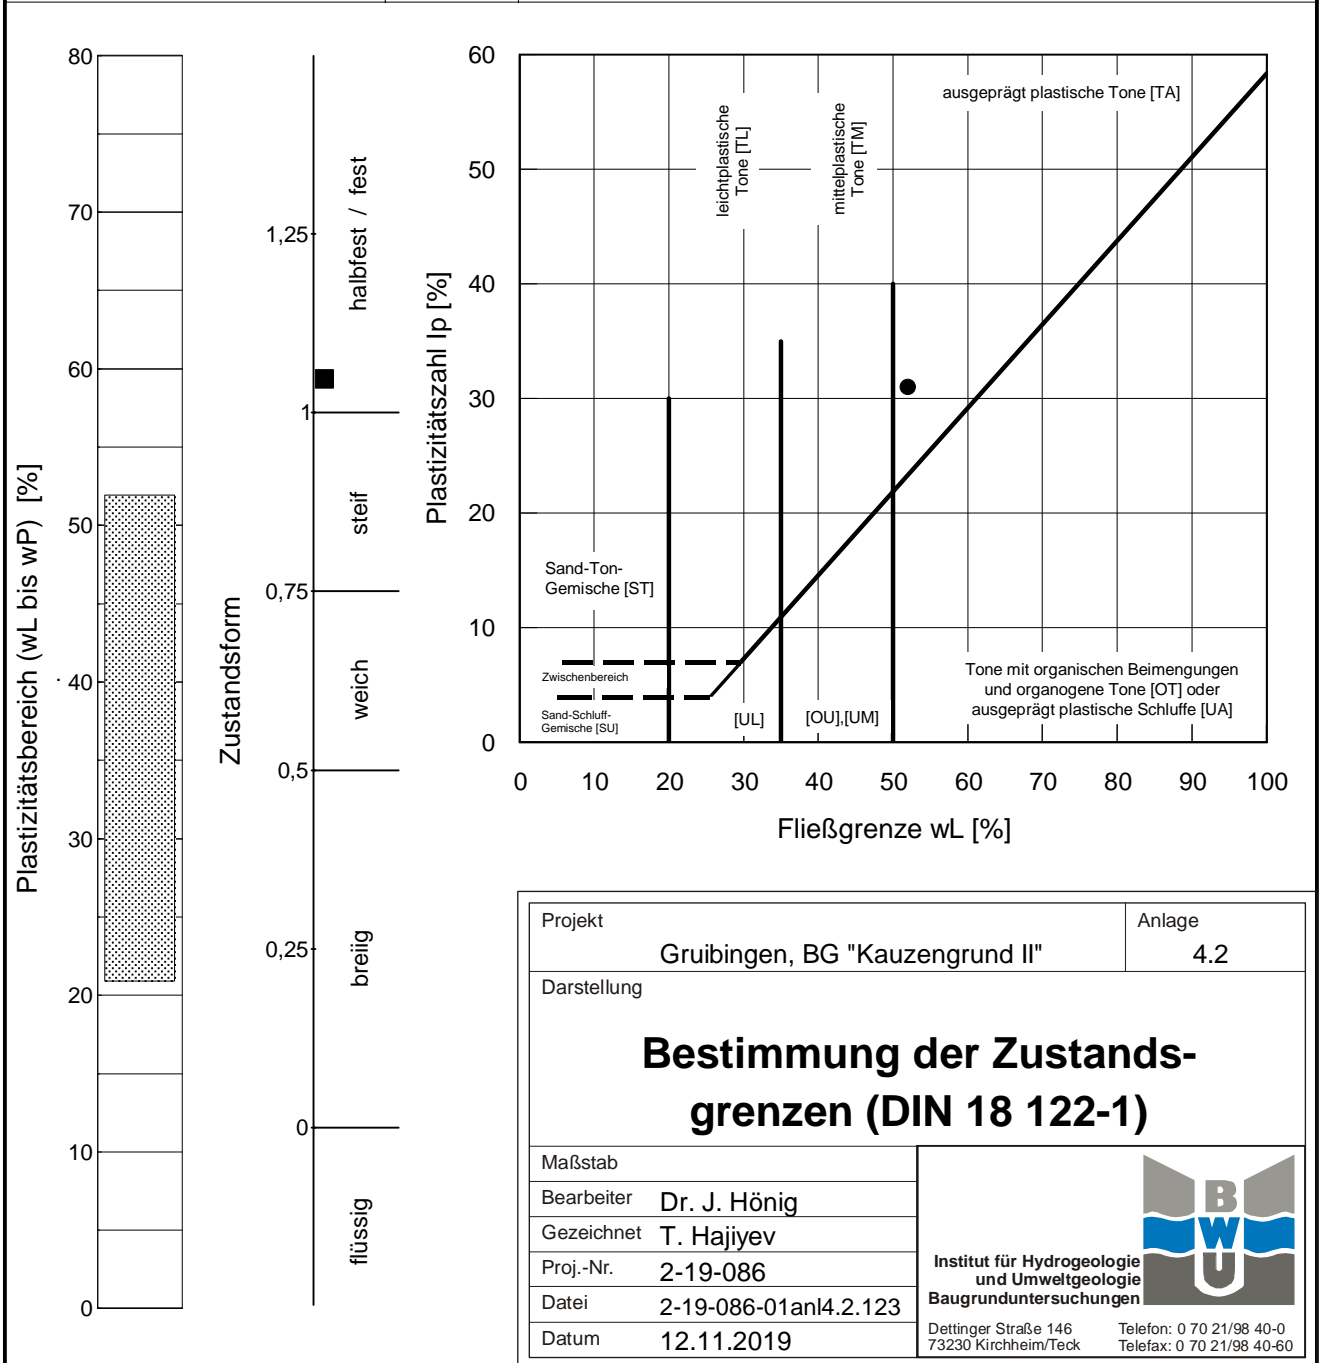 80
70
60
50
40
30
20
10
0
Plastizitätsbereich (wL bis wP) [%]
Zustandsform
1,25
1
0,75
0,5
0,25
0
halbfest / fest
steif
weich
breiig
flüssig
Plastizitätszahl Ip [%]
60
50
40
30
20
10
0
leichtplastische
Tone [TL]
mittelplastische
Tone [TM]
ausgeprägt plastische Tone [TA]
Sand-Ton-
Gemische [ST]
Zwischenbereich
Sand-Schluff-
Gemische [SU]
[UL]
[OU],[UM]
Tone mit organischen Beimengungen
und organogene Tone [OT] oder
ausgeprägt plastische Schluffe [UA]
0 10 20 30 40 50 60 70 80 90 100
Fließgrenze wL [%]
Projekt
Gruibingen, BG "Kauzengrund II"
Anlage
4.2
Darstellung
Bestimmung der Zustands-
grenzen (DIN 18 122-1)
Maßstab
Bearbeiter Dr. J. Hönig
Gezeichnet T. Hajiyev
Proj.-Nr. 2-19-086
Datei 2-19-086-01anl4.2.123
Datum 12.11.2019
B
W
U
Institut für Hydrogeologie
und Umweltgeologie
Baugrunduntersuchungen
Dettinger Straße 146 Telefon: 0 70 21/98 40-0
73230 Kirchheim/Teck Telefax: 0 70 21/98 40-60